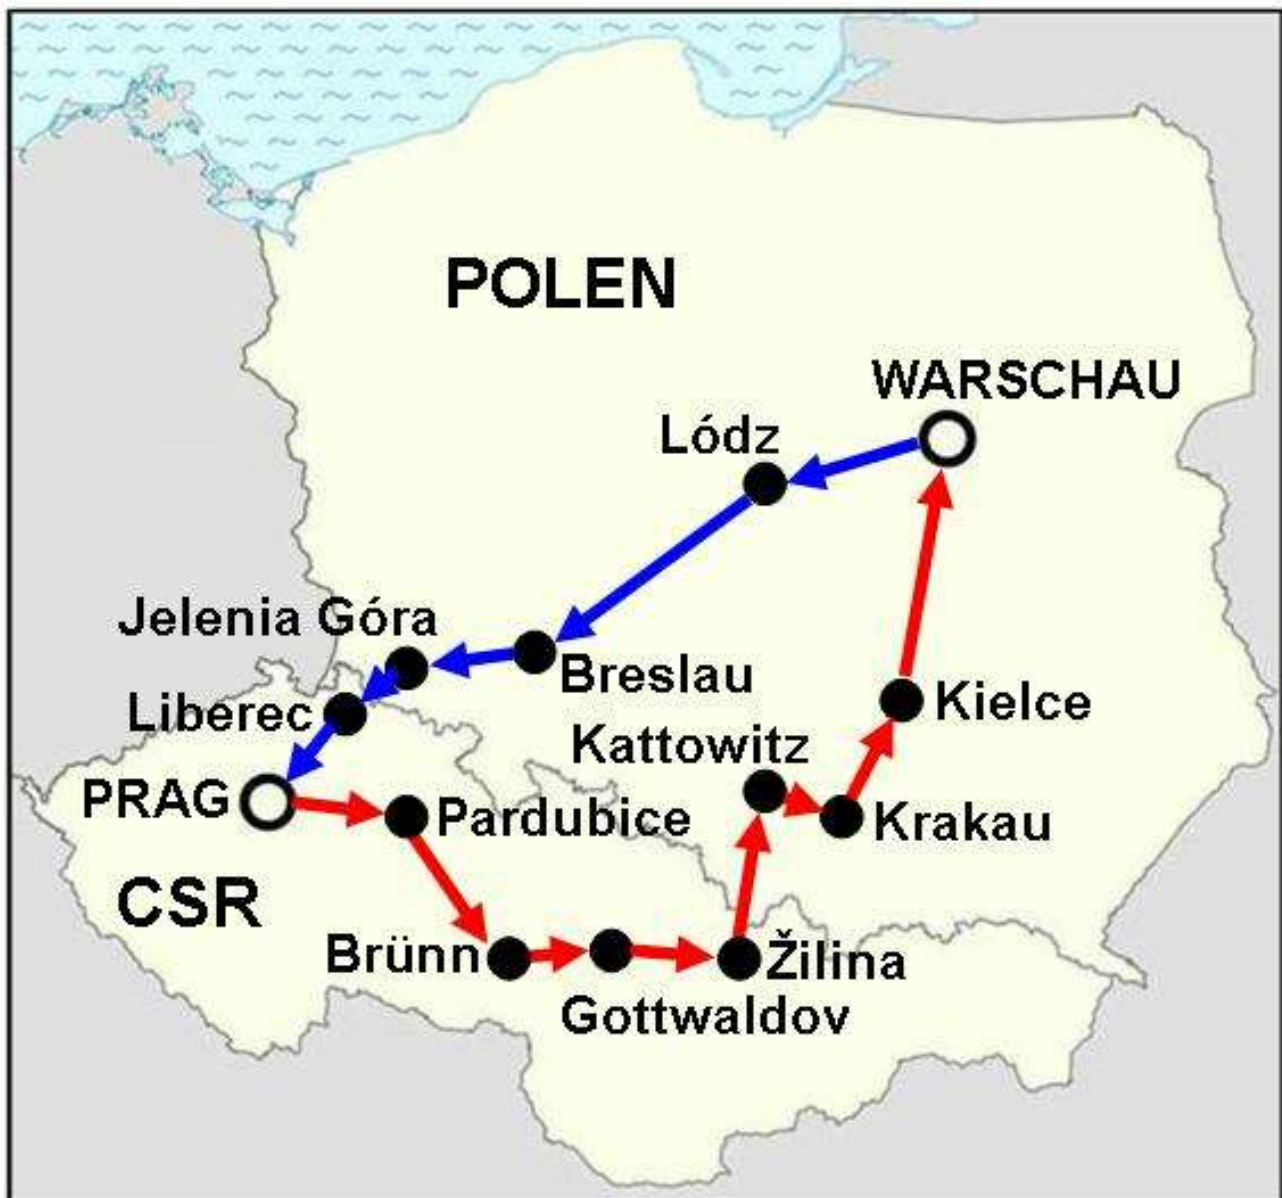 POLEN
WARSCHAU
Lódz
Jelenia Góra
Breslau
Liberec
Kielce
Kattowitz
PRAG
Pardubice
Krakau
CSR
Brünn
Žilina
Gottwaldov